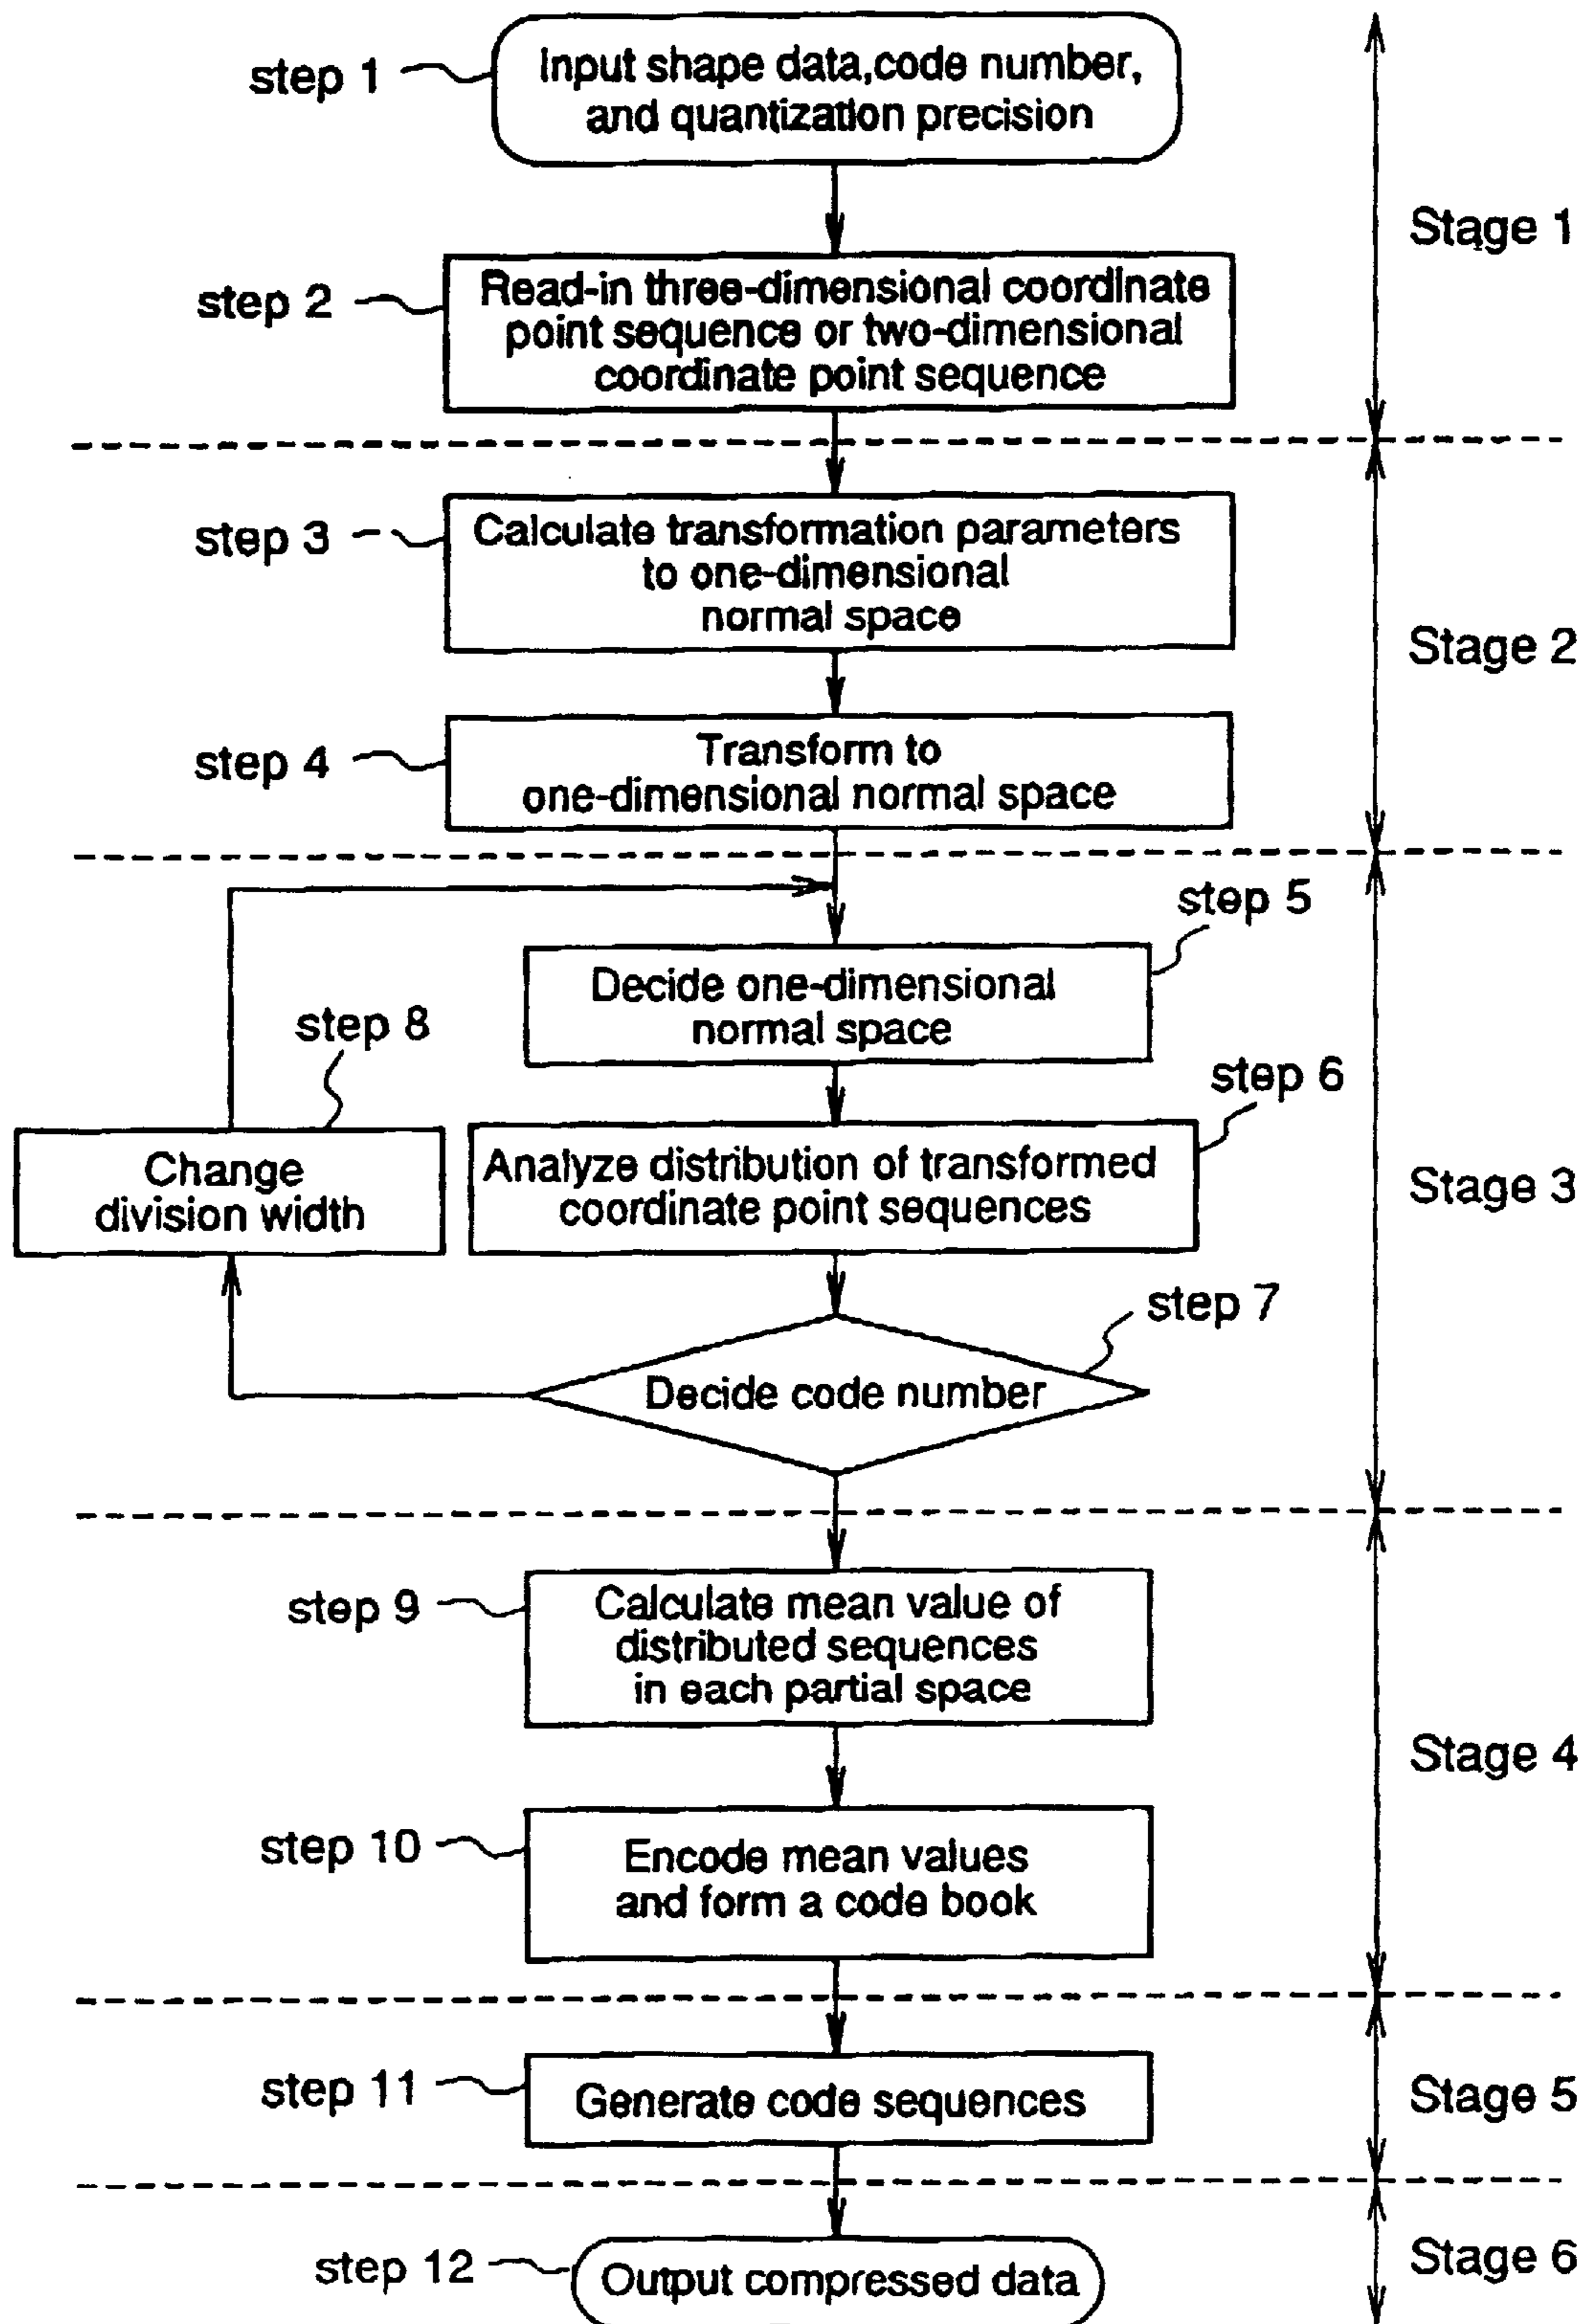 step 1
Input shape data,code number,
and quantization precision
Stage 1
step 2
Read-in three-dimensional coordinate
point sequence or two-dimensional
coordinate point sequence
step 3
Calculate transformation parameters
to one-dimensional
normal space
Stage 2
step 4
Transform to
one-dimensional normal space
step 5
Decide one-dimensional
normal space
step 8
step 6
Change
division width
Analyze distribution of transformed
coordinate point sequences
Stage 3
step 7
Decide code number
step 9
Calculate mean value of
distributed sequences
in each partial space
Stage 4
step 10
Encode mean values
and form a code book
step 11
Generate code sequences
Stage 5
step 12
Output compressed data
Stage 6